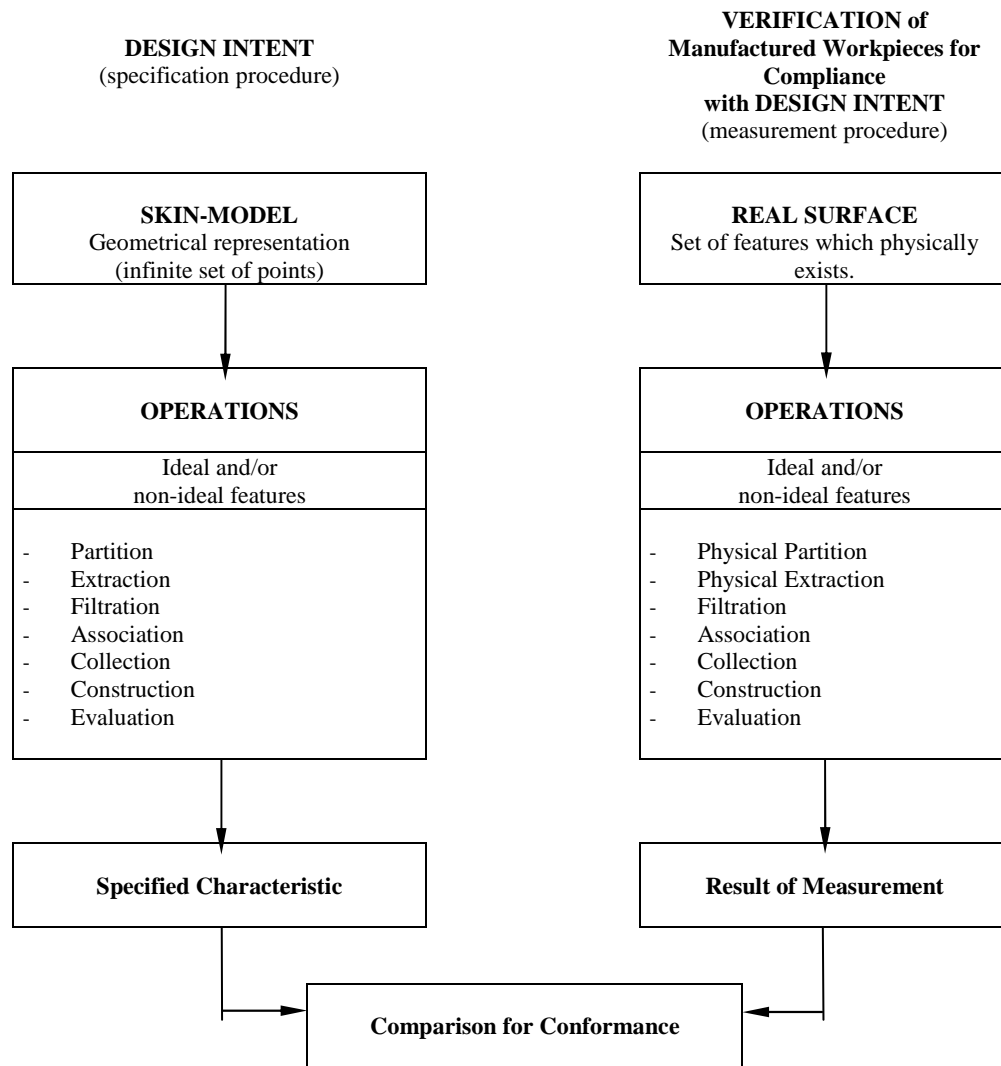 DESIGN INTENT
(specification procedure)
VERIFICATION of
Manufactured Workpieces for
Compliance
with DESIGN INTENT
(measurement procedure)
SKIN-MODEL
Geometrical representation
(infinite set of points)
REAL SURFACE
Set of features which physically
exists.
OPERATIONS
Ideal and/or
non-ideal features
- Partition
- Extraction
- Filtration
- Association
- Collection
- Construction
- Evaluation
OPERATIONS
Ideal and/or
non-ideal features
- Physical Partition
- Physical Extraction
- Filtration
- Association
- Collection
- Construction
- Evaluation
Specified Characteristic
Result of Measurement
Comparison for Conformance